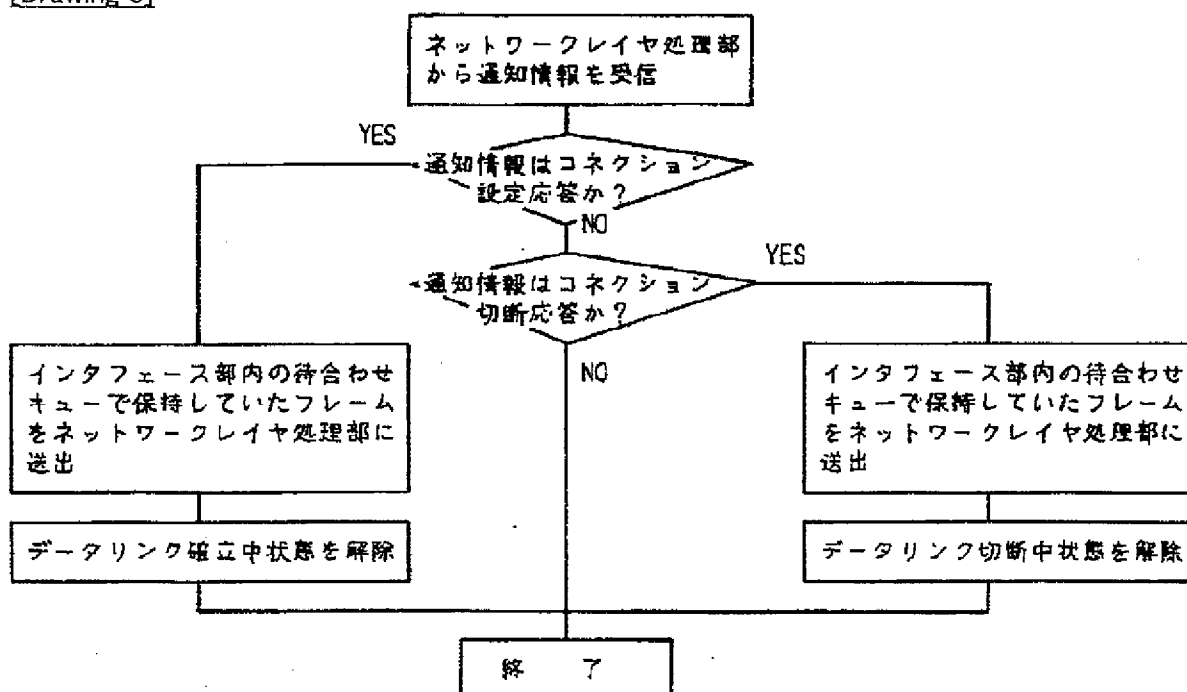 ネットワークレイヤ処理部
から通知情報を受信
YES
通知情報はコネクション
設定応答か？
NO
通知情報はコネクション
切断応答か？
YES
NO
インタフェース部内の待合わせ
キューで保持していたフレーム
をネットワークレイヤ処理部に
送出
データリンク確立中状態を解除
インタフェース部内の待合わせ
キューで保持していたフレーム
をネットワークレイヤ処理部に
送出
データリンク切断中状態を解除
終 了